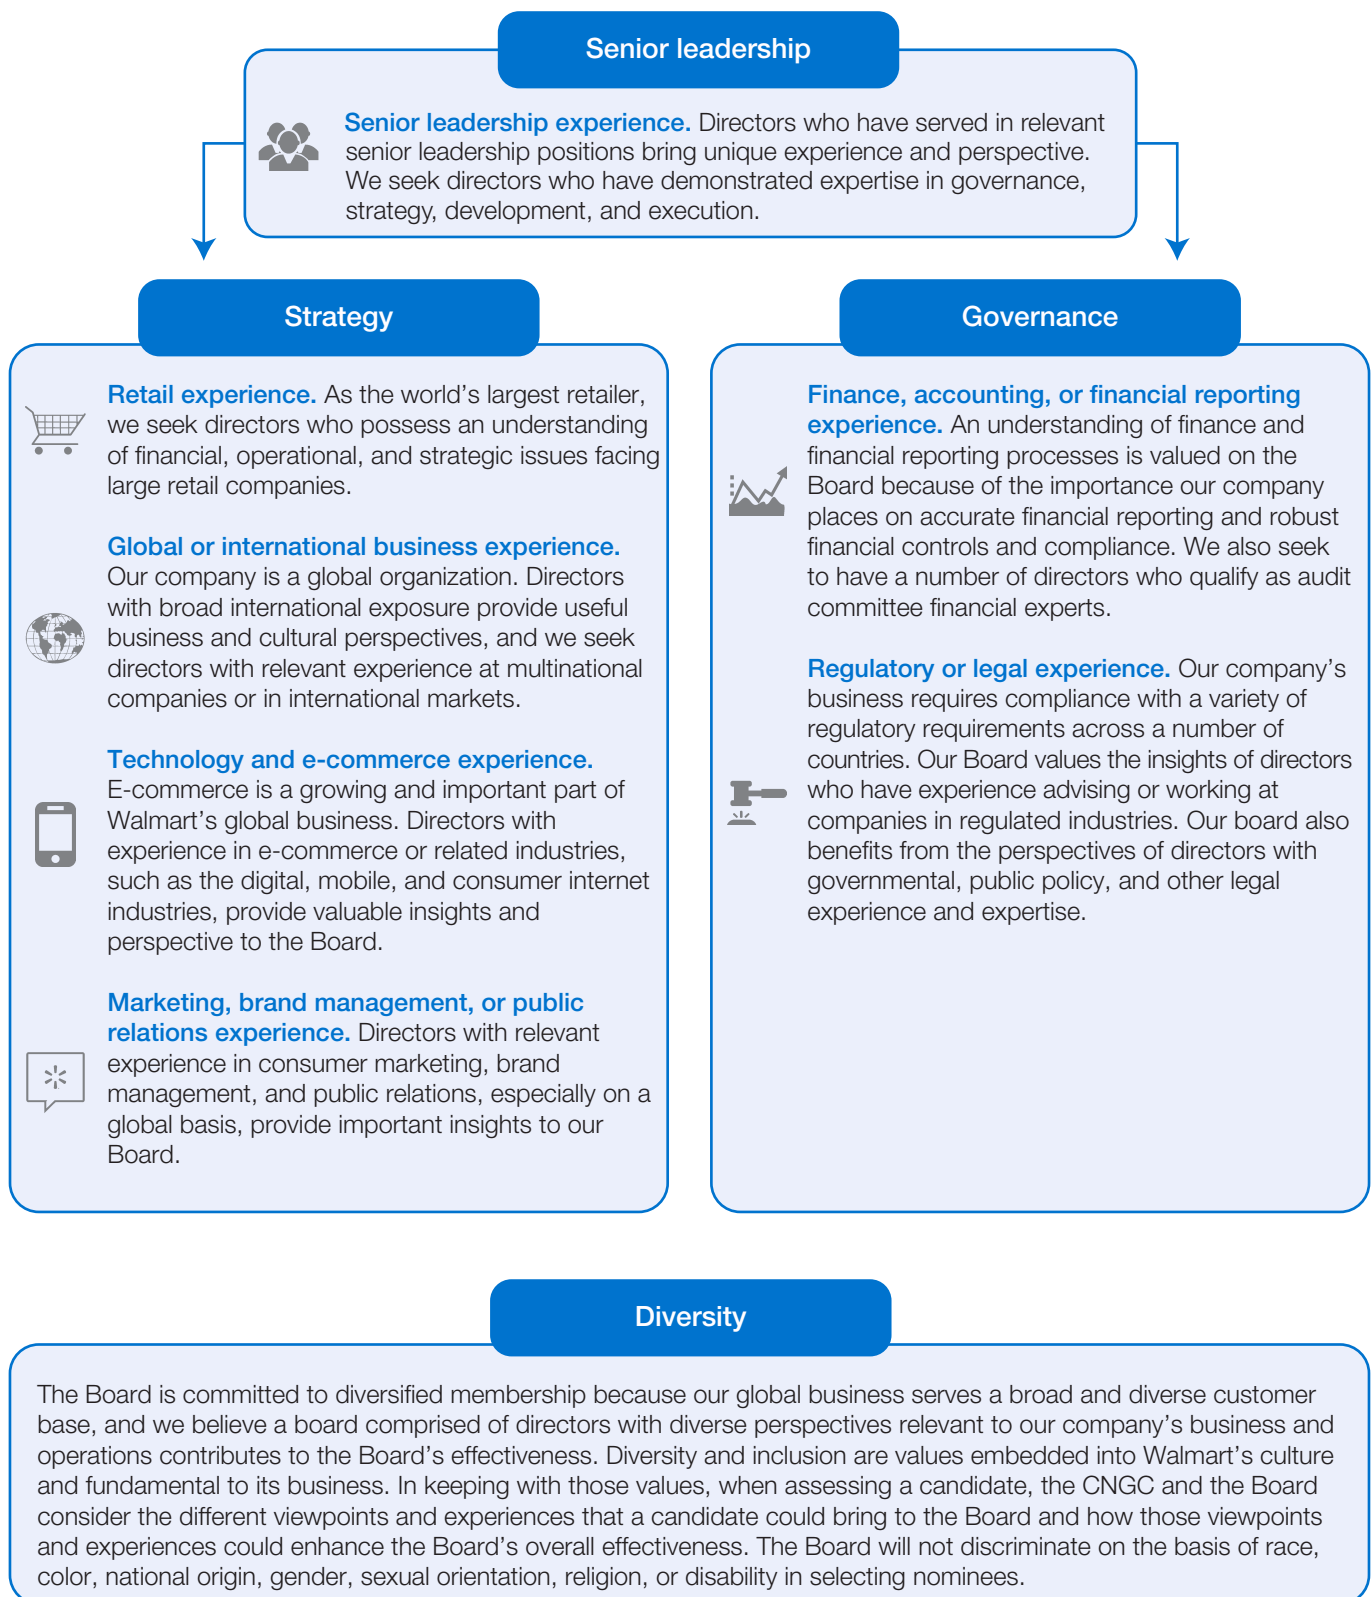 Senior leadership
Senior leadership experience. Directors who have served in relevant
senior leadership positions bring unique experience and perspective.
We seek directors who have demonstrated expertise in governance,
strategy, development, and execution.
Strategy
Retail experience. As the world’s largest retailer,
we seek directors who possess an understanding
of financial, operational, and strategic issues facing
large retail companies.
Global or international business experience.
Our company is a global organization. Directors
with broad international exposure provide useful
business and cultural perspectives, and we seek
directors with relevant experience at multinational
companies or in international markets.
Technology and e-commerce experience.
E-commerce is a growing and important part of
Walmart’s global business. Directors with
experience in e-commerce or related industries,
such as the digital, mobile, and consumer internet
industries, provide valuable insights and
perspective to the Board.
Marketing, brand management, or public
relations experience. Directors with relevant
experience in consumer marketing, brand
management, and public relations, especially on a
global basis, provide important insights to our
Board.
Governance
Finance, accounting, or financial reporting
experience. An understanding of finance and
financial reporting processes is valued on the
Board because of the importance our company
places on accurate financial reporting and robust
financial controls and compliance. We also seek
to have a number of directors who qualify as audit
committee financial experts.
Regulatory or legal experience. Our company’s
business requires compliance with a variety of
regulatory requirements across a number of
countries. Our Board values the insights of directors
who have experience advising or working at
companies in regulated industries. Our board also
benefits from the perspectives of directors with
governmental, public policy, and other legal
experience and expertise.
Diversity
The Board is committed to diversified membership because our global business serves a broad and diverse customer
base, and we believe a board comprised of directors with diverse perspectives relevant to our company’s business and
operations contributes to the Board’s effectiveness. Diversity and inclusion are values embedded into Walmart’s culture
and fundamental to its business. In keeping with those values, when assessing a candidate, the CNGC and the Board
consider the different viewpoints and experiences that a candidate could bring to the Board and how those viewpoints
and experiences could enhance the Board’s overall effectiveness. The Board will not discriminate on the basis of race,
color, national origin, gender, sexual orientation, religion, or disability in selecting nominees.